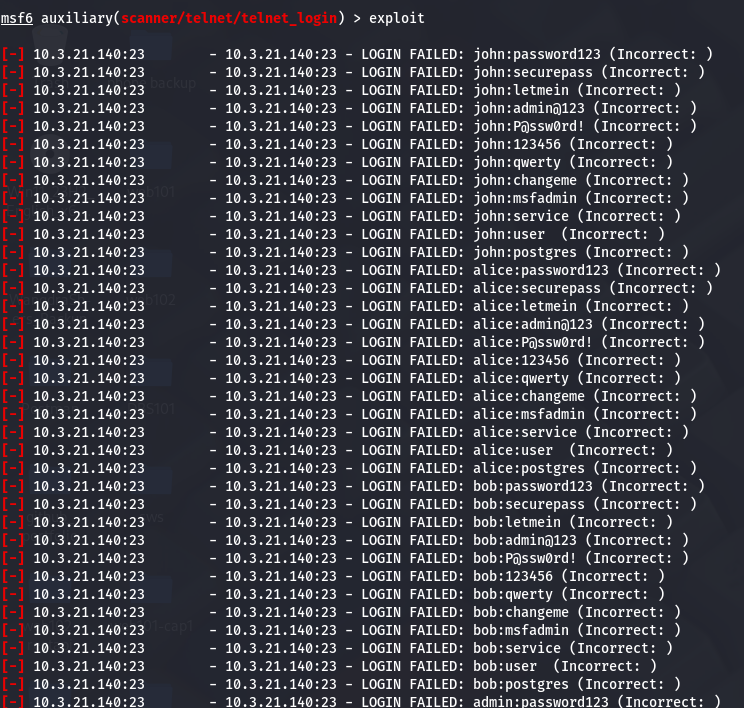 msf6 auxiliary(scanner/telnet/telnet_login) > exploit
[-] 10.3.21.140:23        - 10.3.21.140:23 - LOGIN FAILED: john:password123 (Incorrect: )
[-] 10.3.21.140:23        - 10.3.21.140:23 - LOGIN FAILED: john:securepass (Incorrect: )
[-] 10.3.21.140:23        - 10.3.21.140:23 - LOGIN FAILED: john:letmein (Incorrect: )
[-] 10.3.21.140:23        - 10.3.21.140:23 - LOGIN FAILED: john:admin@123 (Incorrect: )
[-] 10.3.21.140:23        - 10.3.21.140:23 - LOGIN FAILED: john:P@ssw0rd! (Incorrect: )
[-] 10.3.21.140:23        - 10.3.21.140:23 - LOGIN FAILED: john:123456 (Incorrect: )
[-] 10.3.21.140:23        - 10.3.21.140:23 - LOGIN FAILED: john:qwerty (Incorrect: )
[-] 10.3.21.140:23        - 10.3.21.140:23 - LOGIN FAILED: john:changeme (Incorrect: )
[-] 10.3.21.140:23        - 10.3.21.140:23 - LOGIN FAILED: john:msfadmin (Incorrect: )
[-] 10.3.21.140:23        - 10.3.21.140:23 - LOGIN FAILED: john:service (Incorrect: )
[-] 10.3.21.140:23        - 10.3.21.140:23 - LOGIN FAILED: john:user  (Incorrect: )
[-] 10.3.21.140:23        - 10.3.21.140:23 - LOGIN FAILED: john:postgres (Incorrect: )
[-] 10.3.21.140:23        - 10.3.21.140:23 - LOGIN FAILED: alice:password123 (Incorrect: )
[-] 10.3.21.140:23        - 10.3.21.140:23 - LOGIN FAILED: alice:securepass (Incorrect: )
[-] 10.3.21.140:23        - 10.3.21.140:23 - LOGIN FAILED: alice:letmein (Incorrect: )
[-] 10.3.21.140:23        - 10.3.21.140:23 - LOGIN FAILED: alice:admin@123 (Incorrect: )
[-] 10.3.21.140:23        - 10.3.21.140:23 - LOGIN FAILED: alice:P@ssw0rd! (Incorrect: )
[-] 10.3.21.140:23        - 10.3.21.140:23 - LOGIN FAILED: alice:123456 (Incorrect: )
[-] 10.3.21.140:23        - 10.3.21.140:23 - LOGIN FAILED: alice:qwerty (Incorrect: )
[-] 10.3.21.140:23        - 10.3.21.140:23 - LOGIN FAILED: alice:changeme (Incorrect: )
[-] 10.3.21.140:23        - 10.3.21.140:23 - LOGIN FAILED: alice:msfadmin (Incorrect: )
[-] 10.3.21.140:23        - 10.3.21.140:23 - LOGIN FAILED: alice:service (Incorrect: )
[-] 10.3.21.140:23        - 10.3.21.140:23 - LOGIN FAILED: alice:user  (Incorrect: )
[-] 10.3.21.140:23        - 10.3.21.140:23 - LOGIN FAILED: alice:postgres (Incorrect: )
[-] 10.3.21.140:23        - 10.3.21.140:23 - LOGIN FAILED: bob:password123 (Incorrect: )
[-] 10.3.21.140:23        - 10.3.21.140:23 - LOGIN FAILED: bob:securepass (Incorrect: )
[-] 10.3.21.140:23        - 10.3.21.140:23 - LOGIN FAILED: bob:letmein (Incorrect: )
[-] 10.3.21.140:23        - 10.3.21.140:23 - LOGIN FAILED: bob:admin@123 (Incorrect: )
[-] 10.3.21.140:23        - 10.3.21.140:23 - LOGIN FAILED: bob:P@ssw0rd! (Incorrect: )
[-] 10.3.21.140:23        - 10.3.21.140:23 - LOGIN FAILED: bob:123456 (Incorrect: )
[-] 10.3.21.140:23        - 10.3.21.140:23 - LOGIN FAILED: bob:qwerty (Incorrect: )
[-] 10.3.21.140:23        - 10.3.21.140:23 - LOGIN FAILED: bob:changeme (Incorrect: )
[-] 10.3.21.140:23        - 10.3.21.140:23 - LOGIN FAILED: bob:msfadmin (Incorrect: )
[-] 10.3.21.140:23        - 10.3.21.140:23 - LOGIN FAILED: bob:service (Incorrect: )
[-] 10.3.21.140:23        - 10.3.21.140:23 - LOGIN FAILED: bob:user  (Incorrect: )
[-] 10.3.21.140:23        - 10.3.21.140:23 - LOGIN FAILED: bob:postgres (Incorrect: )
[-] 10.3.21.140:23        - 10.3.21.140:23 - LOGIN FAILED: admin:password123 (Incorrect: )